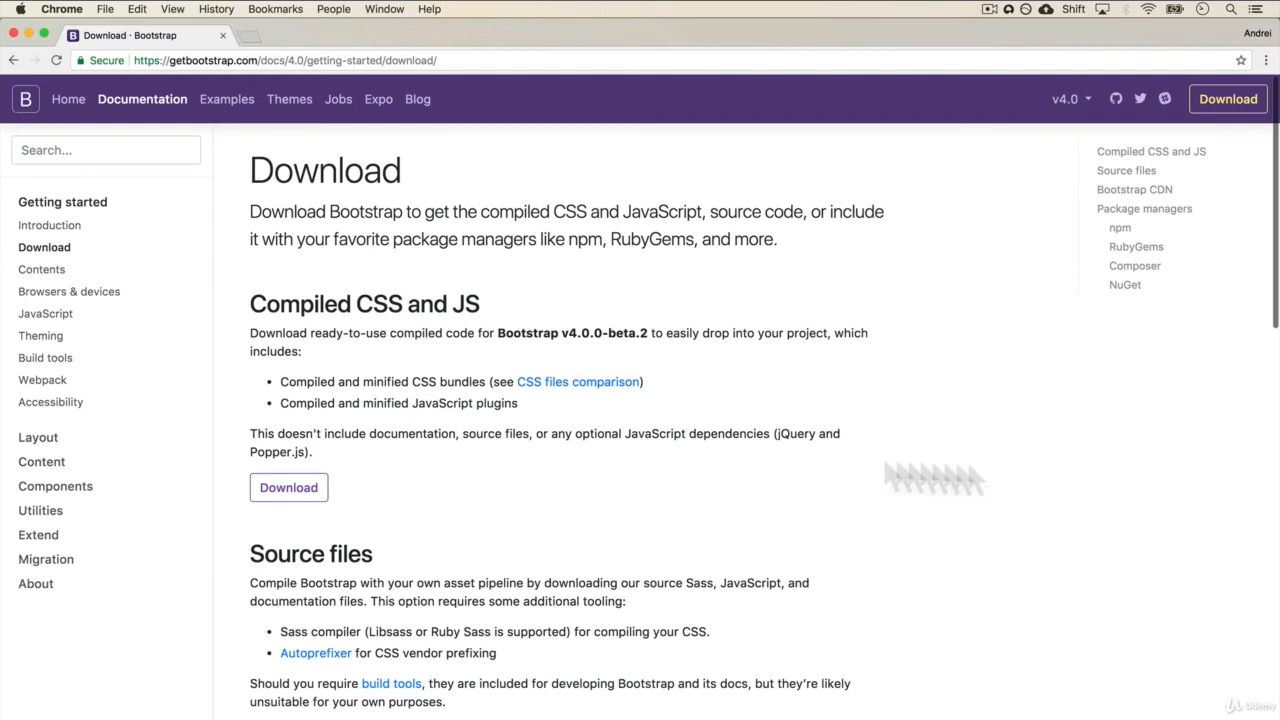 Chrome File Edit View History Bookmarks People Window Help Shift
Download · Bootstrap
Andrei
Secure https://getbootstrap.com/docs/4.0/getting-started/download/
B Home Documentation Examples Themes Jobs Expo Blog v4.0 Download
Search...
Getting started
Introduction
Download
Contents
Browsers & devices
JavaScript
Theming
Build tools
Webpack
Accessibility
Layout
Content
Components
Utilities
Extend
Migration
About
Download
Download Bootstrap to get the compiled CSS and JavaScript, source code, or include
it with your favorite package managers like npm, RubyGems, and more.
Compiled CSS and JS
Download ready-to-use compiled code for Bootstrap v4.0.0-beta.2 to easily drop into your project, which
includes:
• Compiled and minified CSS bundles (see CSS files comparison)
• Compiled and minified JavaScript plugins
This doesn’t include documentation, source files, or any optional JavaScript dependencies (jQuery and
Popper.js).
Download
Source files
Compile Bootstrap with your own asset pipeline by downloading our source Sass, JavaScript, and
documentation files. This option requires some additional tooling:
• Sass compiler (Libsass or Ruby Sass is supported) for compiling your CSS.
• Autoprefixer for CSS vendor prefixing
Should you require build tools, they are included for developing Bootstrap and its docs, but they’re likely
unsuitable for your own purposes.
Compiled CSS and JS
Source files
Bootstrap CDN
Package managers
npm
RubyGems
Composer
NuGet
Udemy